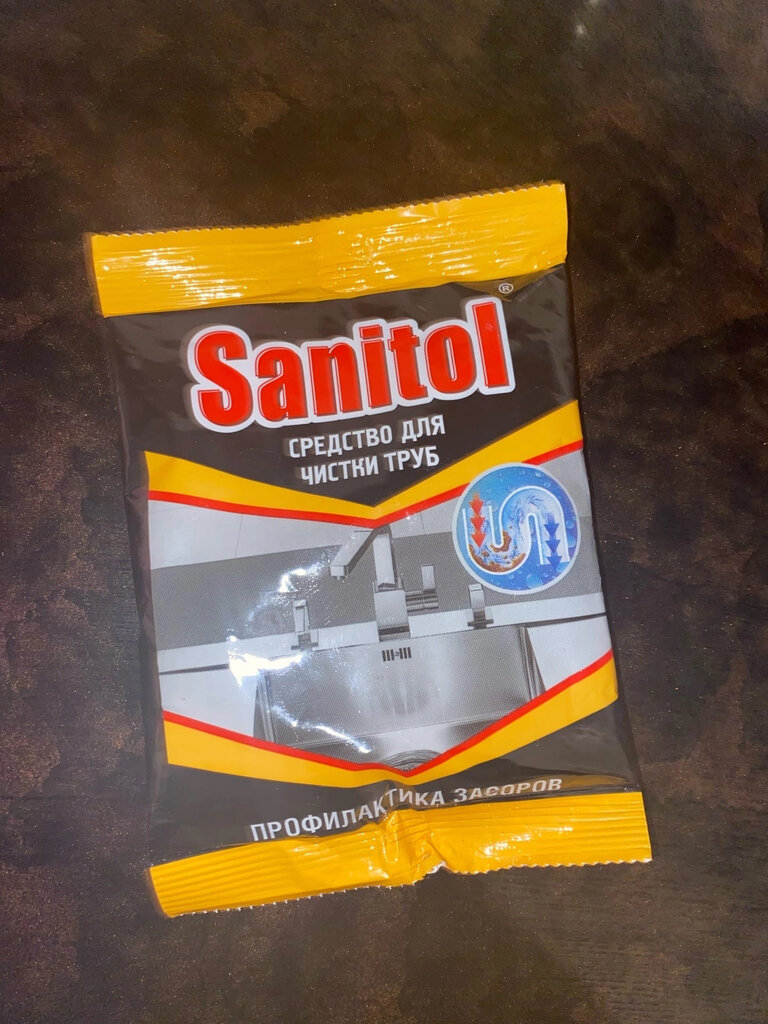 Sanitol®
СРЕДСТВО ДЛЯ
ЧИСТКИ ТРУБ
ПРОФИЛАКТИКА ЗАСОРОВ